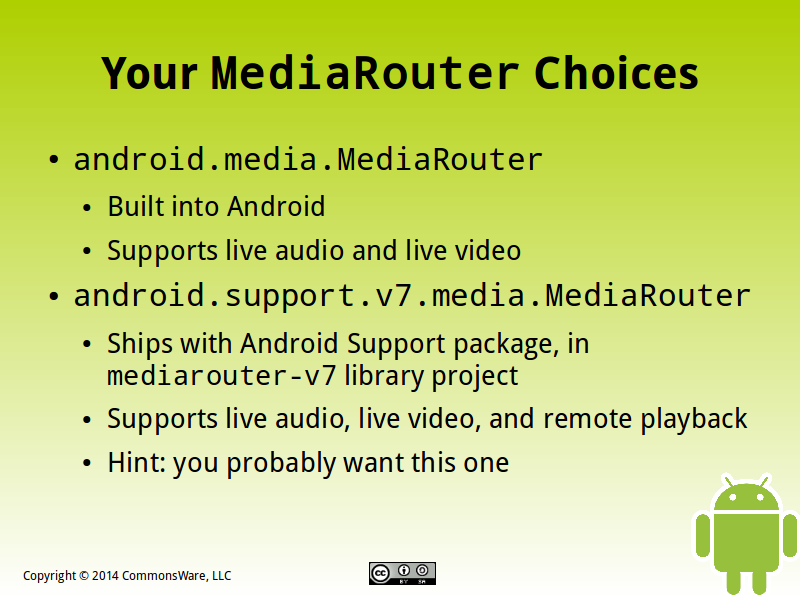 Your MediaRouter Choices
• android.media.MediaRouter
• Built into Android
• Supports live audio and live video
• android.support.v7.media.MediaRouter
• Ships with Android Support package, in
mediarouter-v7 library project
• Supports live audio, live video, and remote playback
• Hint: you probably want this one
Copyright © 2014 CommonsWare, LLC
cc BY SA